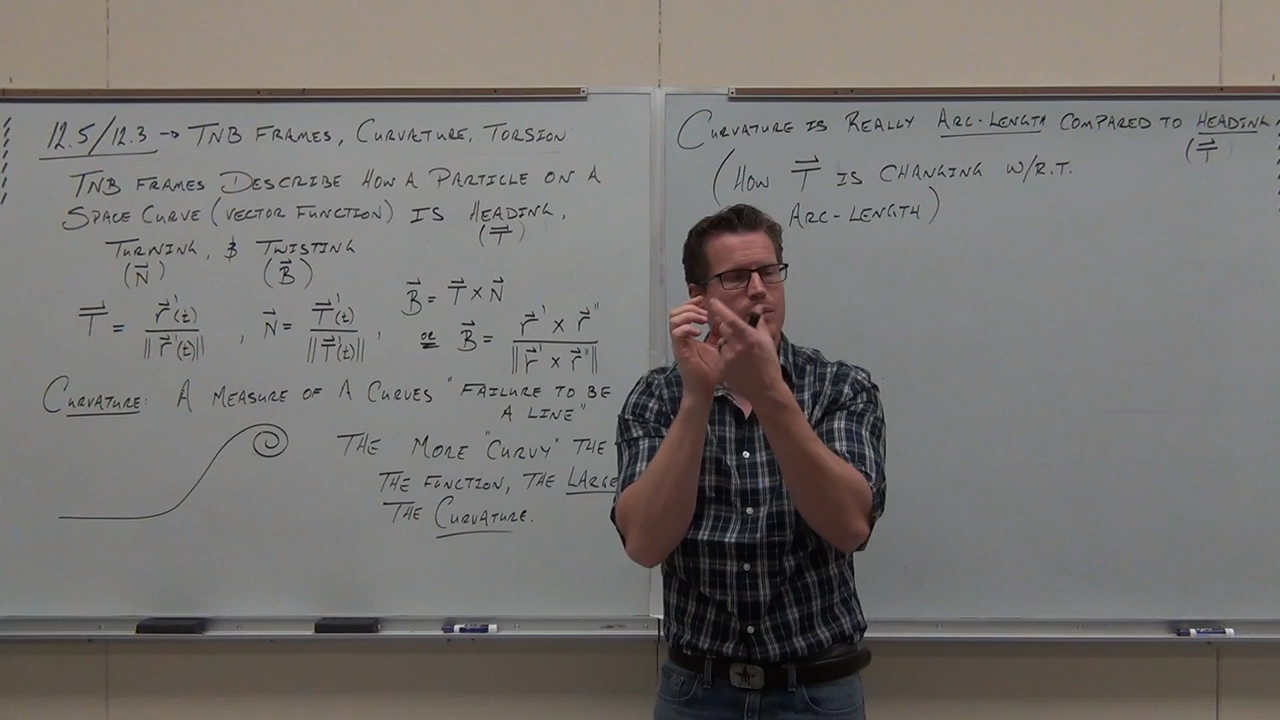 12.5/12.3 → TNB FRAMES, CURVATURE, TORSION
TNB FRAMES DESCRIBE HOW A PARTICLE ON A
SPACE CURVE (VECTOR FUNCTION) IS HEADING,
(T⃗)
TURNING, & TWISTING
(N⃗) (B⃗)
T⃗ = r⃗'(t) / ||r⃗'(t)|| , N⃗ = T⃗'(t) / ||T⃗'(t)|| , B⃗ = T⃗ × N⃗
OR B⃗ = r⃗' × r⃗'' / ||r⃗' × r⃗''||
CURVATURE: A MEASURE OF A CURVES "FAILURE TO BE
A LINE"
THE MORE "CURVY" THE
THE FUNCTION, THE LARGE
THE CURVATURE.
CURVATURE IS REALLY ARC-LENGTH COMPARED TO HEADING
(T⃗
(HOW T⃗ IS CHANGING W/R.T.
ARC-LENGTH)